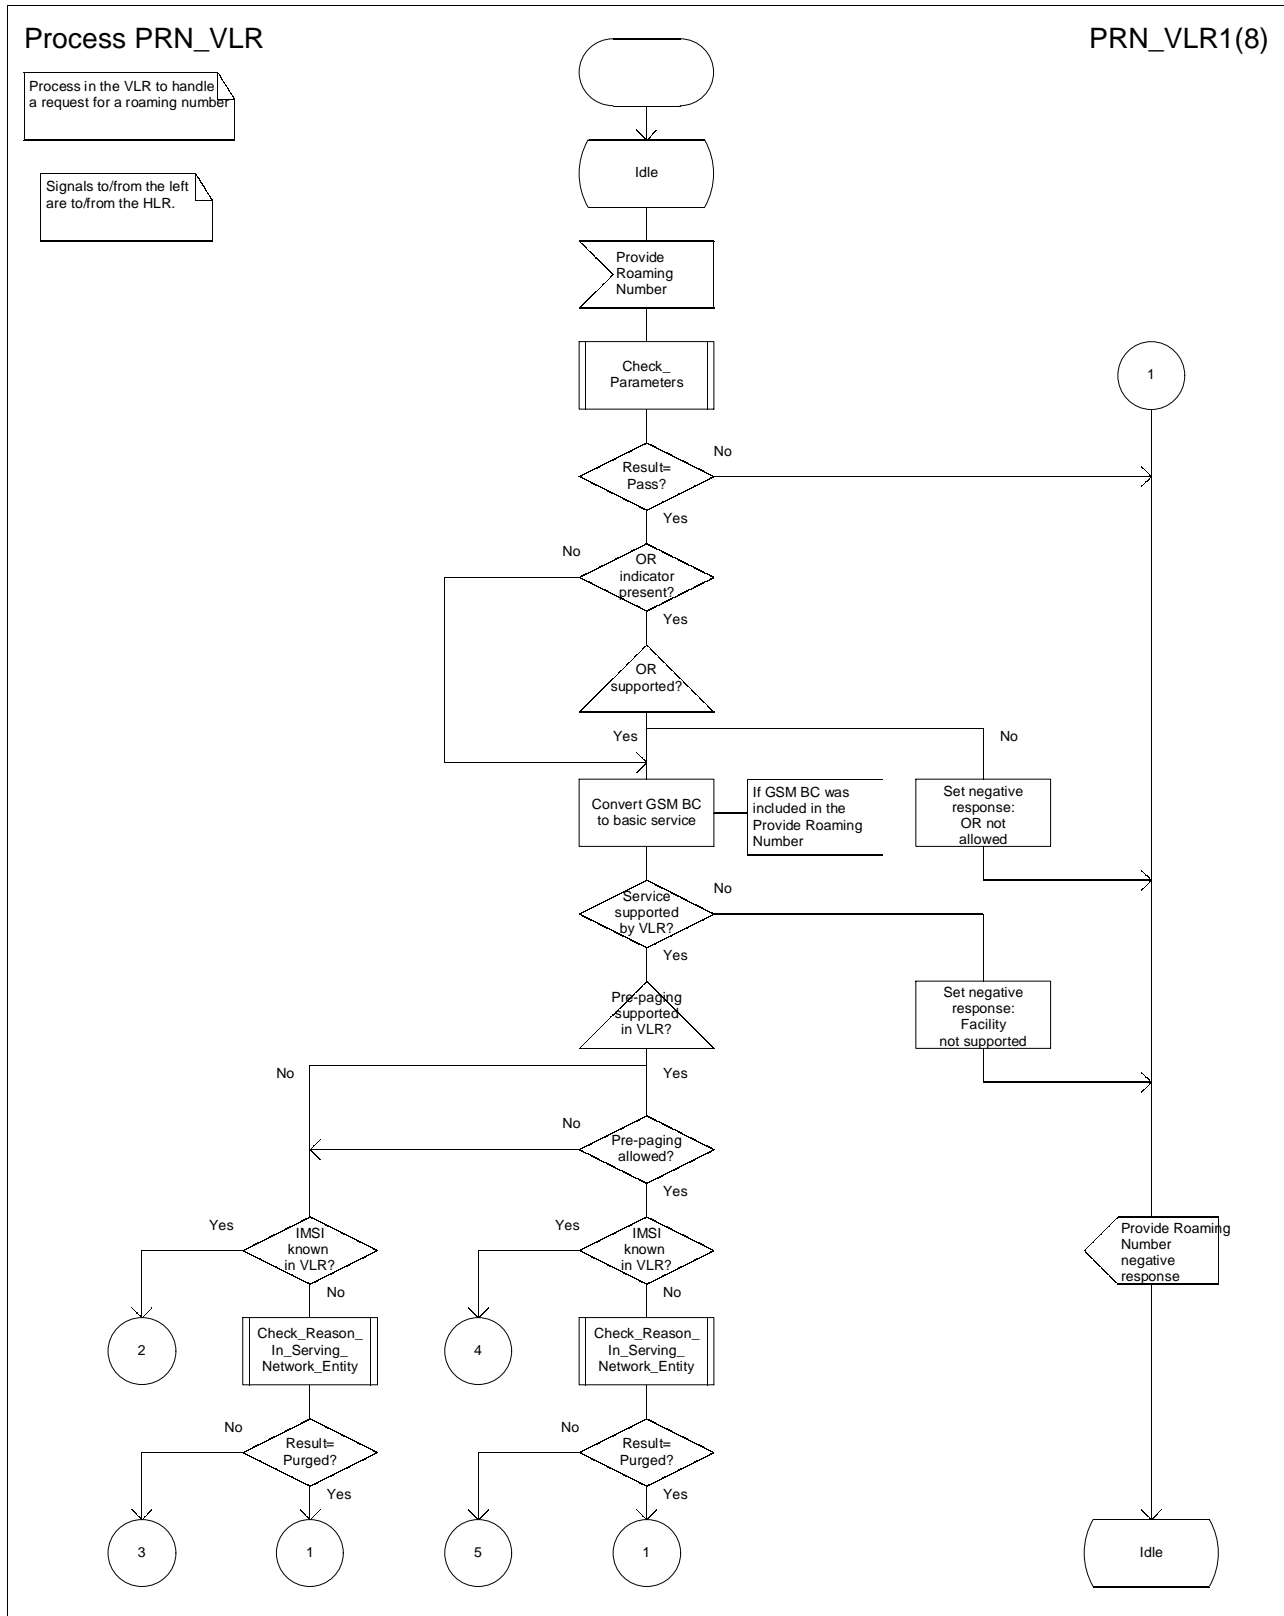 Process PRN_VLR
PRN_VLR1(8)
Process in the VLR to handle
a request for a roaming number
Signals to/from the left
are to/from the HLR.
Idle
Provide
Roaming
Number
Check_
Parameters
1
Result=
Pass?
No
Yes
OR
indicator
present?
No
Yes
OR
supported?
Yes
No
Convert GSM BC
to basic service
If GSM BC was
included in the
Provide Roaming
Number
Set negative
response:
OR not
allowed
Service
supported
by VLR?
No
Yes
Pre-paging
supported
in VLR?
Set negative
response:
Facility
not supported
No
Yes
Pre-paging
allowed?
No
Yes
Yes
IMSI
known
in VLR?
No
Yes
IMSI
known
in VLR?
No
Provide Roaming
Number
negative
response
2
Check_Reason_
In_Serving_
Network_Entity
4
Check_Reason_
In_Serving_
Network_Entity
No
Result=
Purged?
Yes
No
Result=
Purged?
Yes
3
1
5
1
Idle